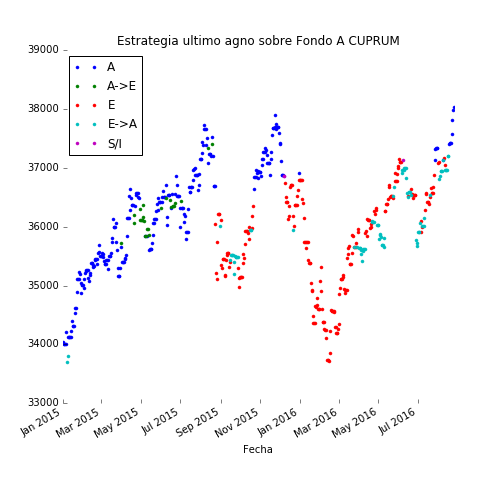 Estrategia ultimo agno sobre Fondo A CUPRUM
39000
38000
37000
36000
35000
34000
33000
A
A->E
E
E->A
S/I
Jan 2015
Mar 2015
May 2015
Jul 2015
Sep 2015
Nov 2015
Jan 2016
Mar 2016
May 2016
Jul 2016
Fecha